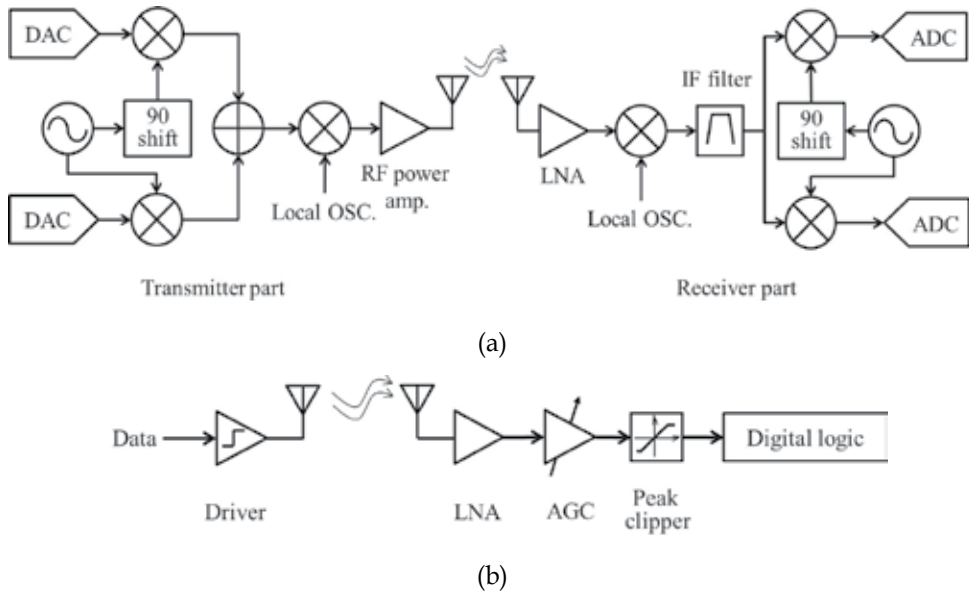 DAC
90
shift
DAC
Local OSC.
RF power
amp.
Transmitter part
LNA
IF filter
Local OSC.
90
shift
ADC
ADC
Receiver part
(a)
Data
Driver
LNA
AGC
Peak
clipper
Digital logic
(b)